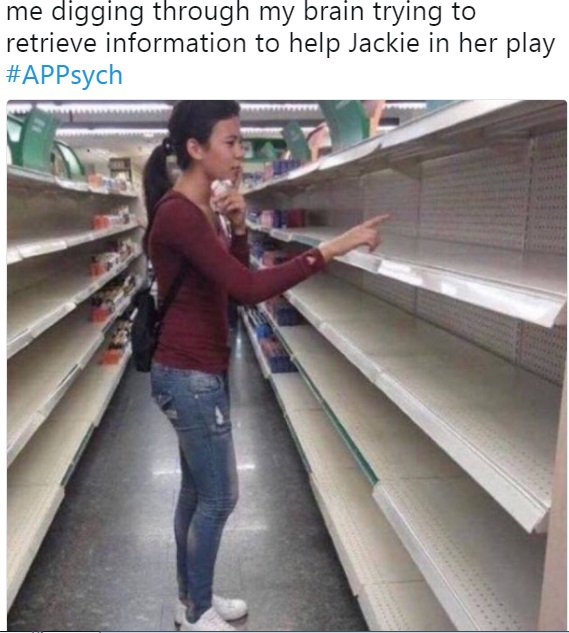 me digging through my brain trying to
retrieve information to help Jackie in her play
#APPsych